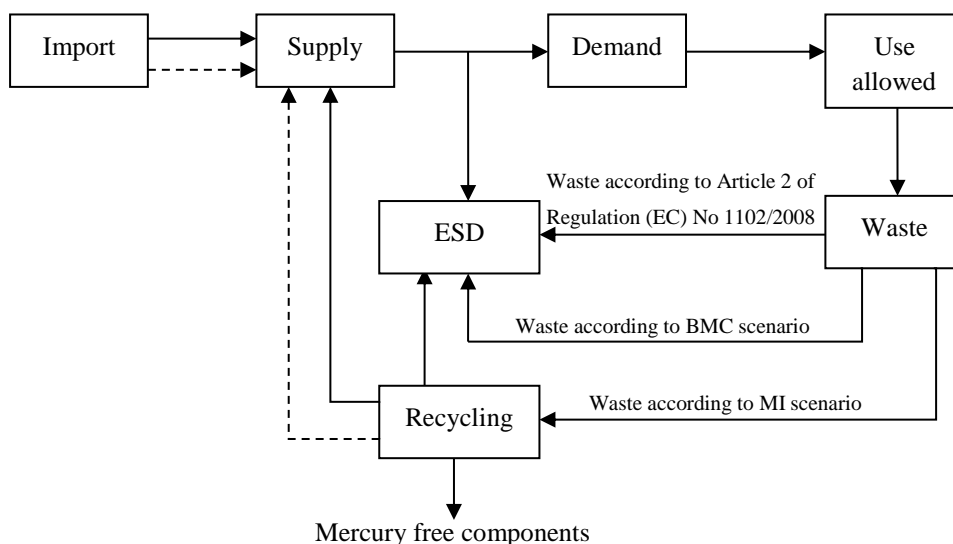 Import
Supply
Demand
Use
allowed
Waste according to Article 2 of
Regulation (EC) No 1102/2008
ESD
Waste
Waste according to BMC scenario
Waste according to MI scenario
Recycling
Mercury free components